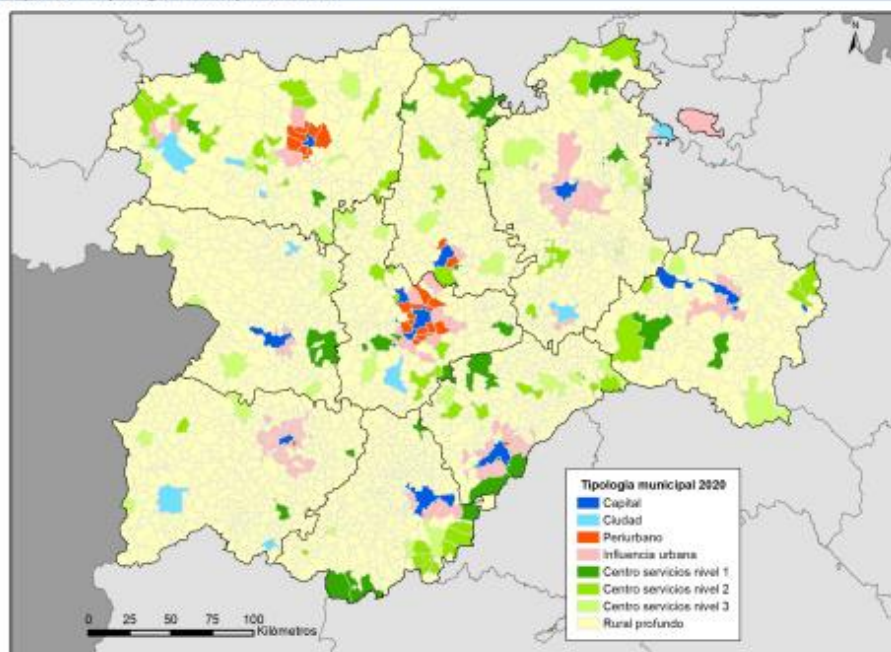 N
Tipología municipal 2020
Capital
Ciudad
Periurbano
Influencia urbana
Centro servicios nivel 1
Centro servicios nivel 2
Centro servicios nivel 3
Rural profundo
0 25 50 75 100
Kilómetros